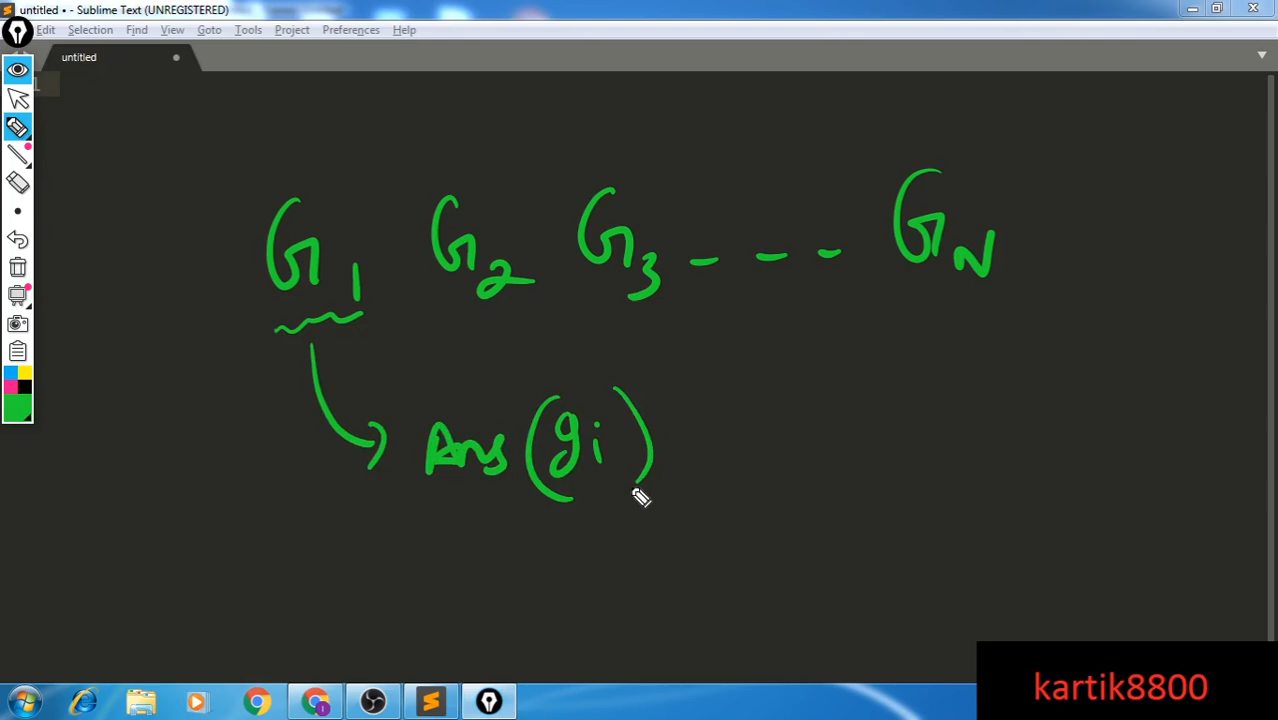 untitled • - Sublime Text (UNREGISTERED)
Edit Selection Find View Goto Tools Project Preferences Help
untitled
1
G1 G2 G3 - - - GN
Ans (gi)
kartik8800